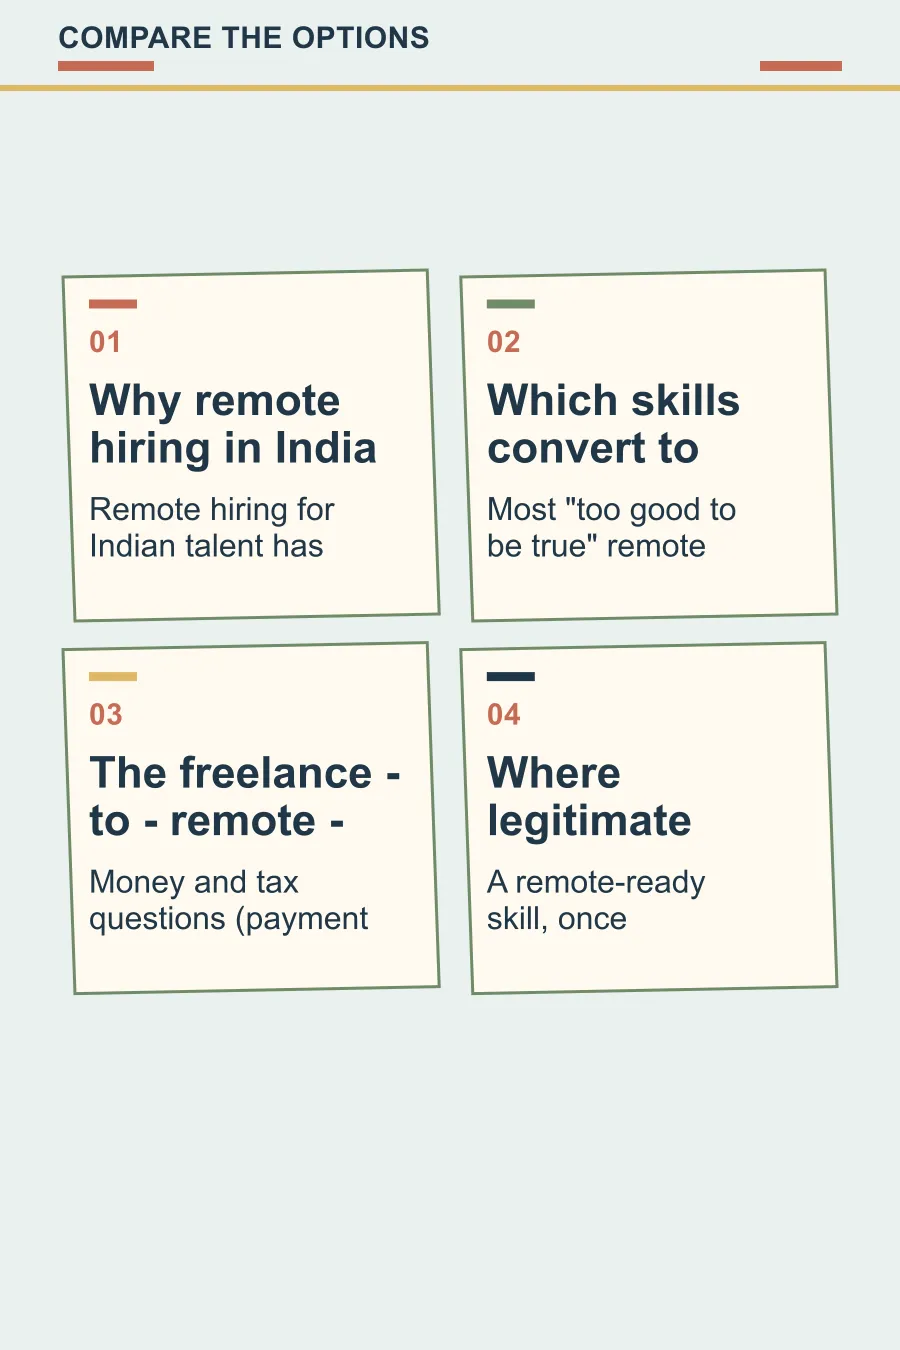 COMPARE THE OPTIONS
01
Why remote
hiring in India
Remote hiring for
Indian talent has
02
Which skills
convert to
Most "too good to
be true" remote
03
The freelance -
to - remote -
Money and tax
questions (payment
04
Where
legitimate
A remote-ready
skill, once